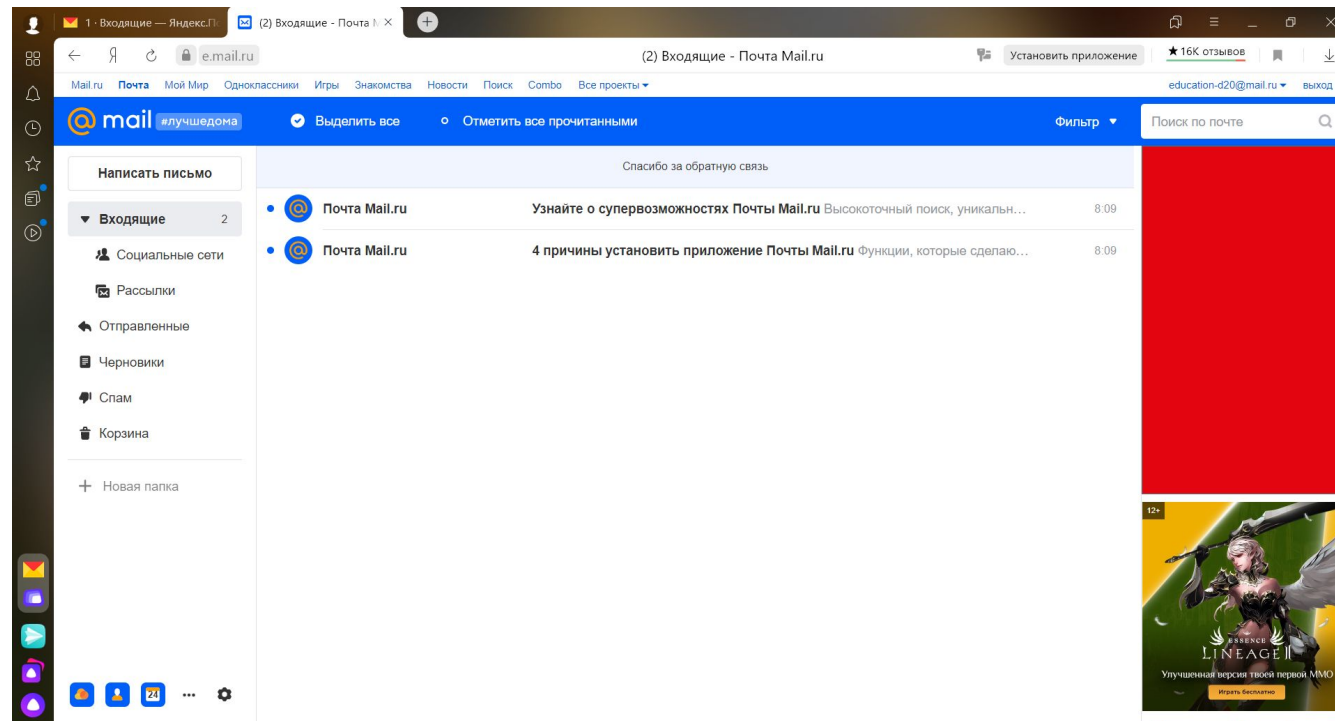 1 · Входящие — Яндекс.П
(2) Входящие - Почта M
e.mail.ru
(2) Входящие - Почта Mail.ru
Установить приложение
★ 16K отзывов
Mail.ru Почта Мой Мир Одноклассники Игры Знакомства Новости Поиск Combo Все проекты
education-d20@mail.ru выход
mail #лучшедома
Выделить все
Отметить все прочитанными
Фильтр
Поиск по почте
Написать письмо
Спасибо за обратную связь
Входящие 2
Почта Mail.ru Узнайте о супервозможностях Почты Mail.ru Высокоточный поиск, уникальн... 8:09
Почта Mail.ru 4 причины установить приложение Почты Mail.ru Функции, которые сделаю... 8:09
Социальные сети
Рассылки
Отправленные
Черновики
Спам
Корзина
Новая папка
24
12+
ESSENCE
LINEAGE II
Улучшенная версия твоей первой MMO
Играть бесплатно